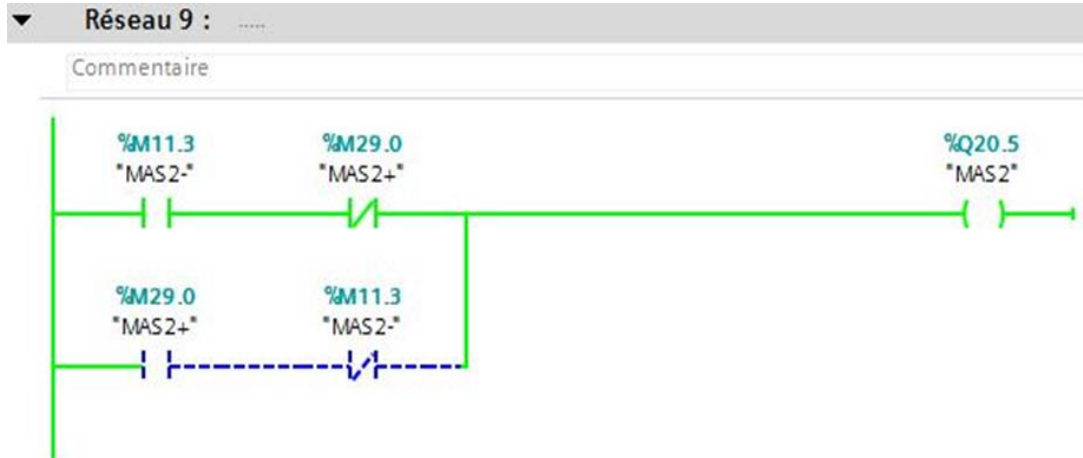 Réseau 9 : .....
Commentaire
%M11.3 %M29.0 %Q20.5
"MAS2-" "MAS2+" "MAS2"
%M29.0 %M11.3
"MAS2+" "MAS2-"